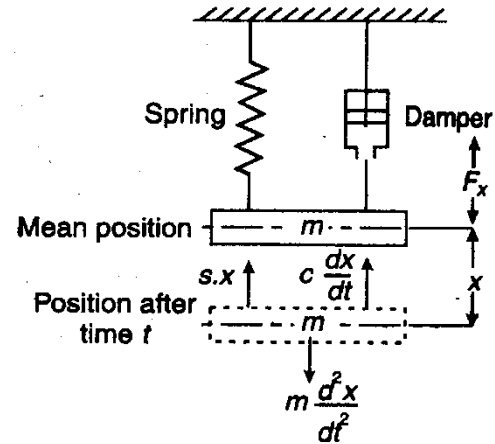 Spring
Damper
F_x
Mean position
m
s.x
c dx/dt
x
Position after
time t
m
m d²x/dt²